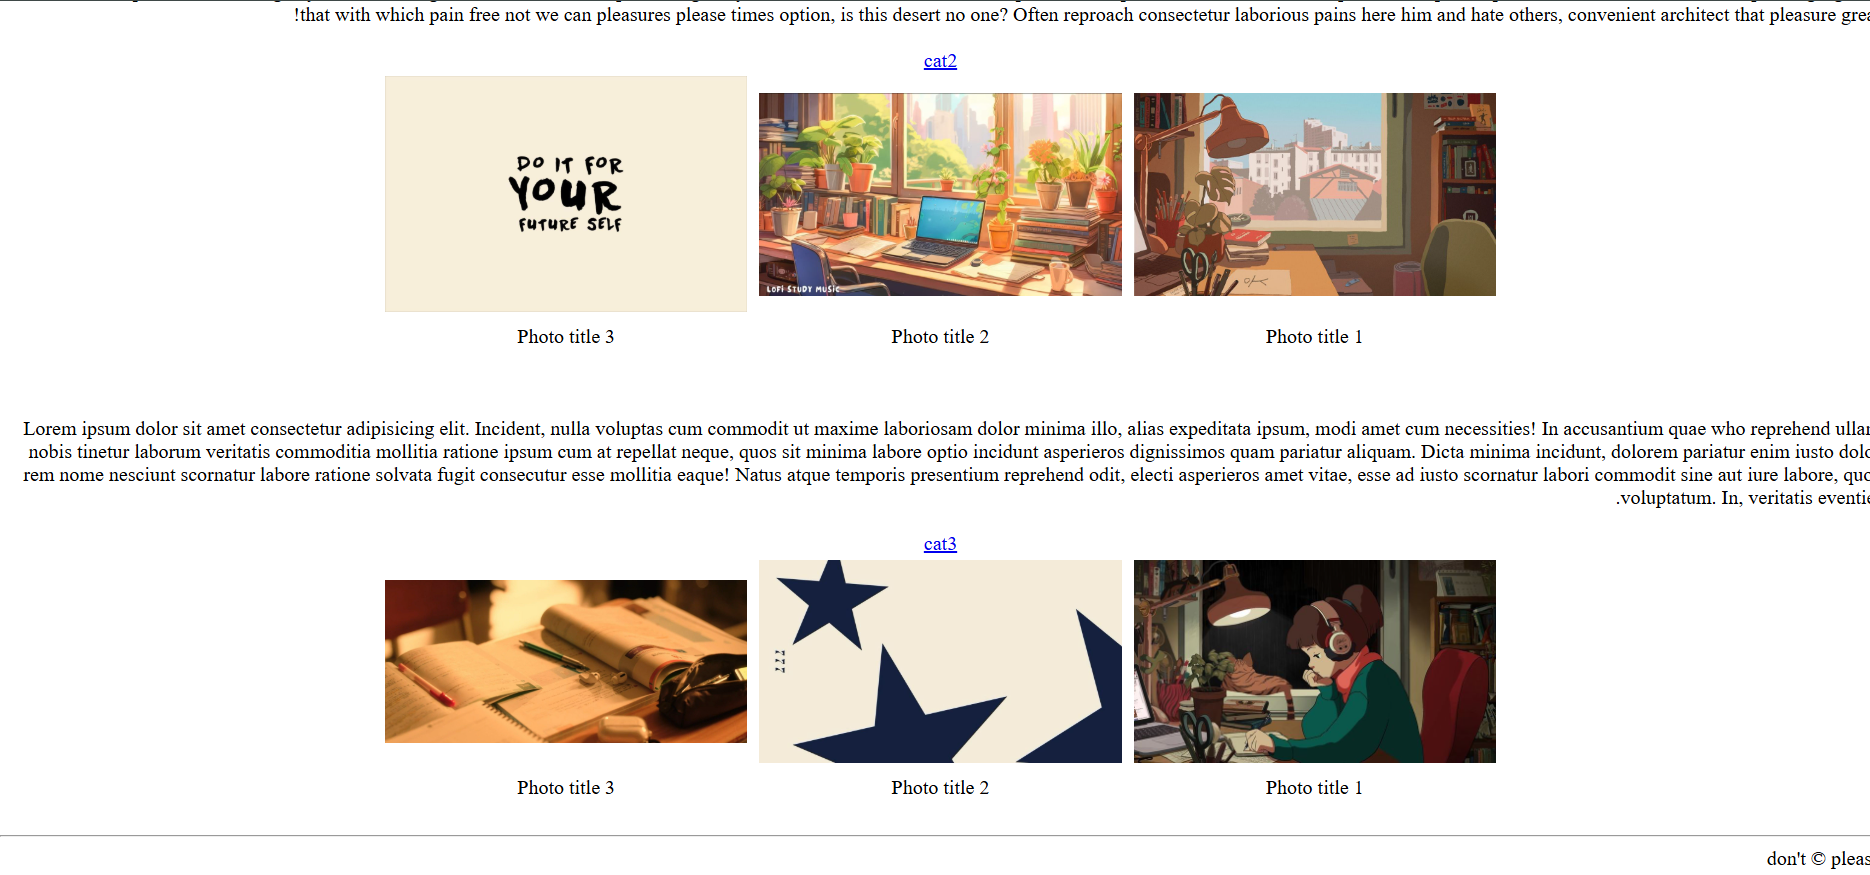 !that with which pain free not we can pleasures please times option, is this desert no one? Often reproach consectetur laborious pains here him and hate others, convenient architect that pleasure grea
cat2
DO IT FOR
YOUR
FUTURE SELF
LOFI STUDY MUSIC
Photo title 3
Photo title 2
Photo title 1
Lorem ipsum dolor sit amet consectetur adipisicing elit. Incident, nulla voluptas cum commodit ut maxime laboriosam dolor minima illo, alias expeditata ipsum, modi amet cum necessities! In accusantium quae who reprehend ullar
nobis tinetur laborum veritatis commoditia mollitia ratione ipsum cum at repellat neque, quos sit minima labore optio incidunt asperieros dignissimos quam pariatur aliquam. Dicta minima incidunt, dolorem pariatur enim iusto dolo
rem nome nesciunt scornatur labore ratione solvata fugit consecutur esse mollitia eaque! Natus atque temporis presentium reprehend odit, electi asperieros amet vitae, esse ad iusto scornatur labori commodit sine aut iure labore, quo
.voluptatum. In, veritatis eventie
cat3
Photo title 3
Photo title 2
Photo title 1
don't © pleas